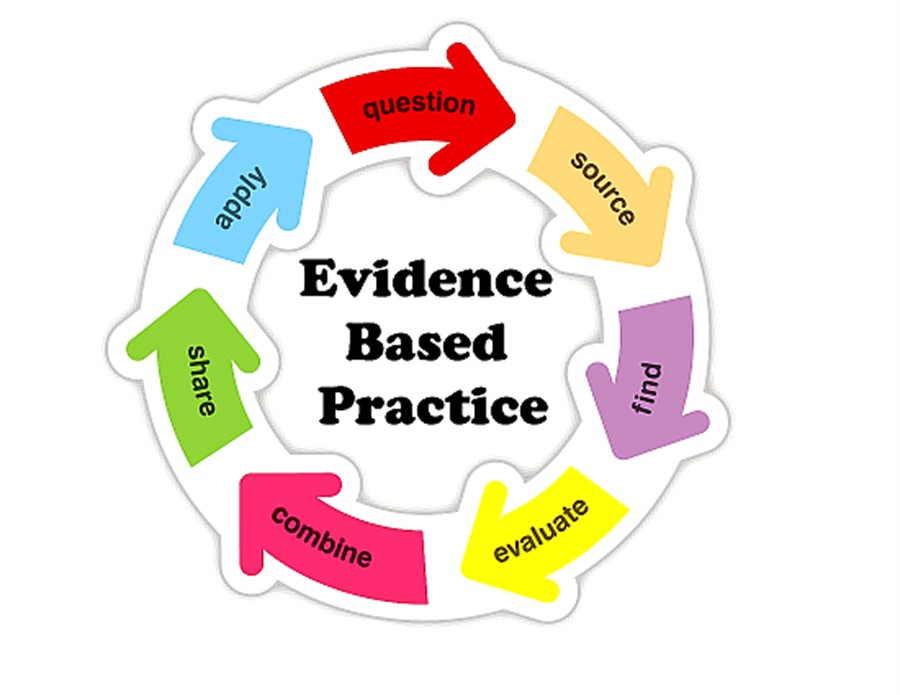 Evidence
Based
Practice
question
source
find
evaluate
combine
share
apply